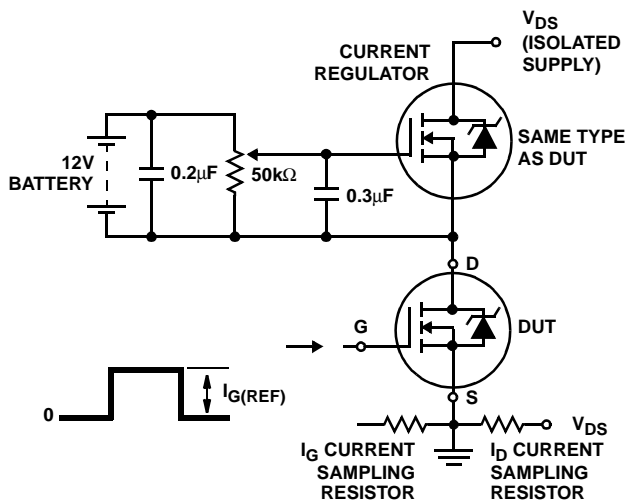 V_DS
(ISOLATED
SUPPLY)
CURRENT
REGULATOR
SAME TYPE
AS DUT
12V
BATTERY
0.2μF
50kΩ
0.3μF
D
DUT
G
I_G(REF)
0
S
V_DS
I_G CURRENT
SAMPLING
RESISTOR
I_D CURRENT
SAMPLING
RESISTOR